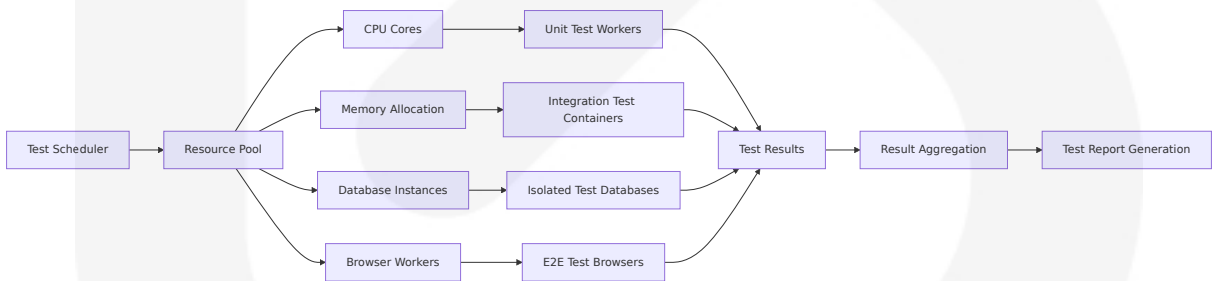 CPU Cores
Unit Test Workers
Memory Allocation
Integration Test
Containers
Test Scheduler
Resource Pool
Test Results
Result Aggregation
Test Report Generation
Database Instances
Isolated Test Databases
Browser Workers
E2E Test Browsers